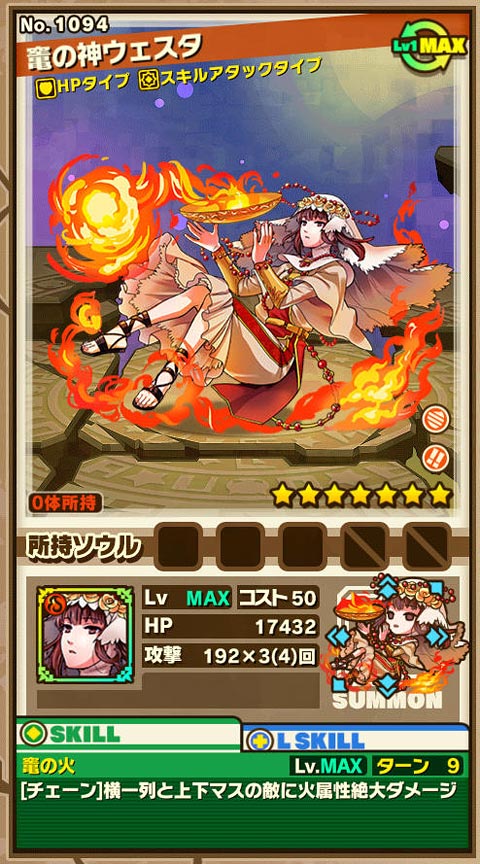 No.1094
竈の神ウェスタ
Lv1 MAX
HPタイプ スキルアタックタイプ
0体所持
所持ソウル
Lv MAX コスト 50
HP 17432
攻撃 192×3(4)回
SUMMON
SKILL
L SKILL
竈の火 Lv.MAX ターン 9
[チェーン]横一列と上下マスの敵に火属性絶大ダメージ